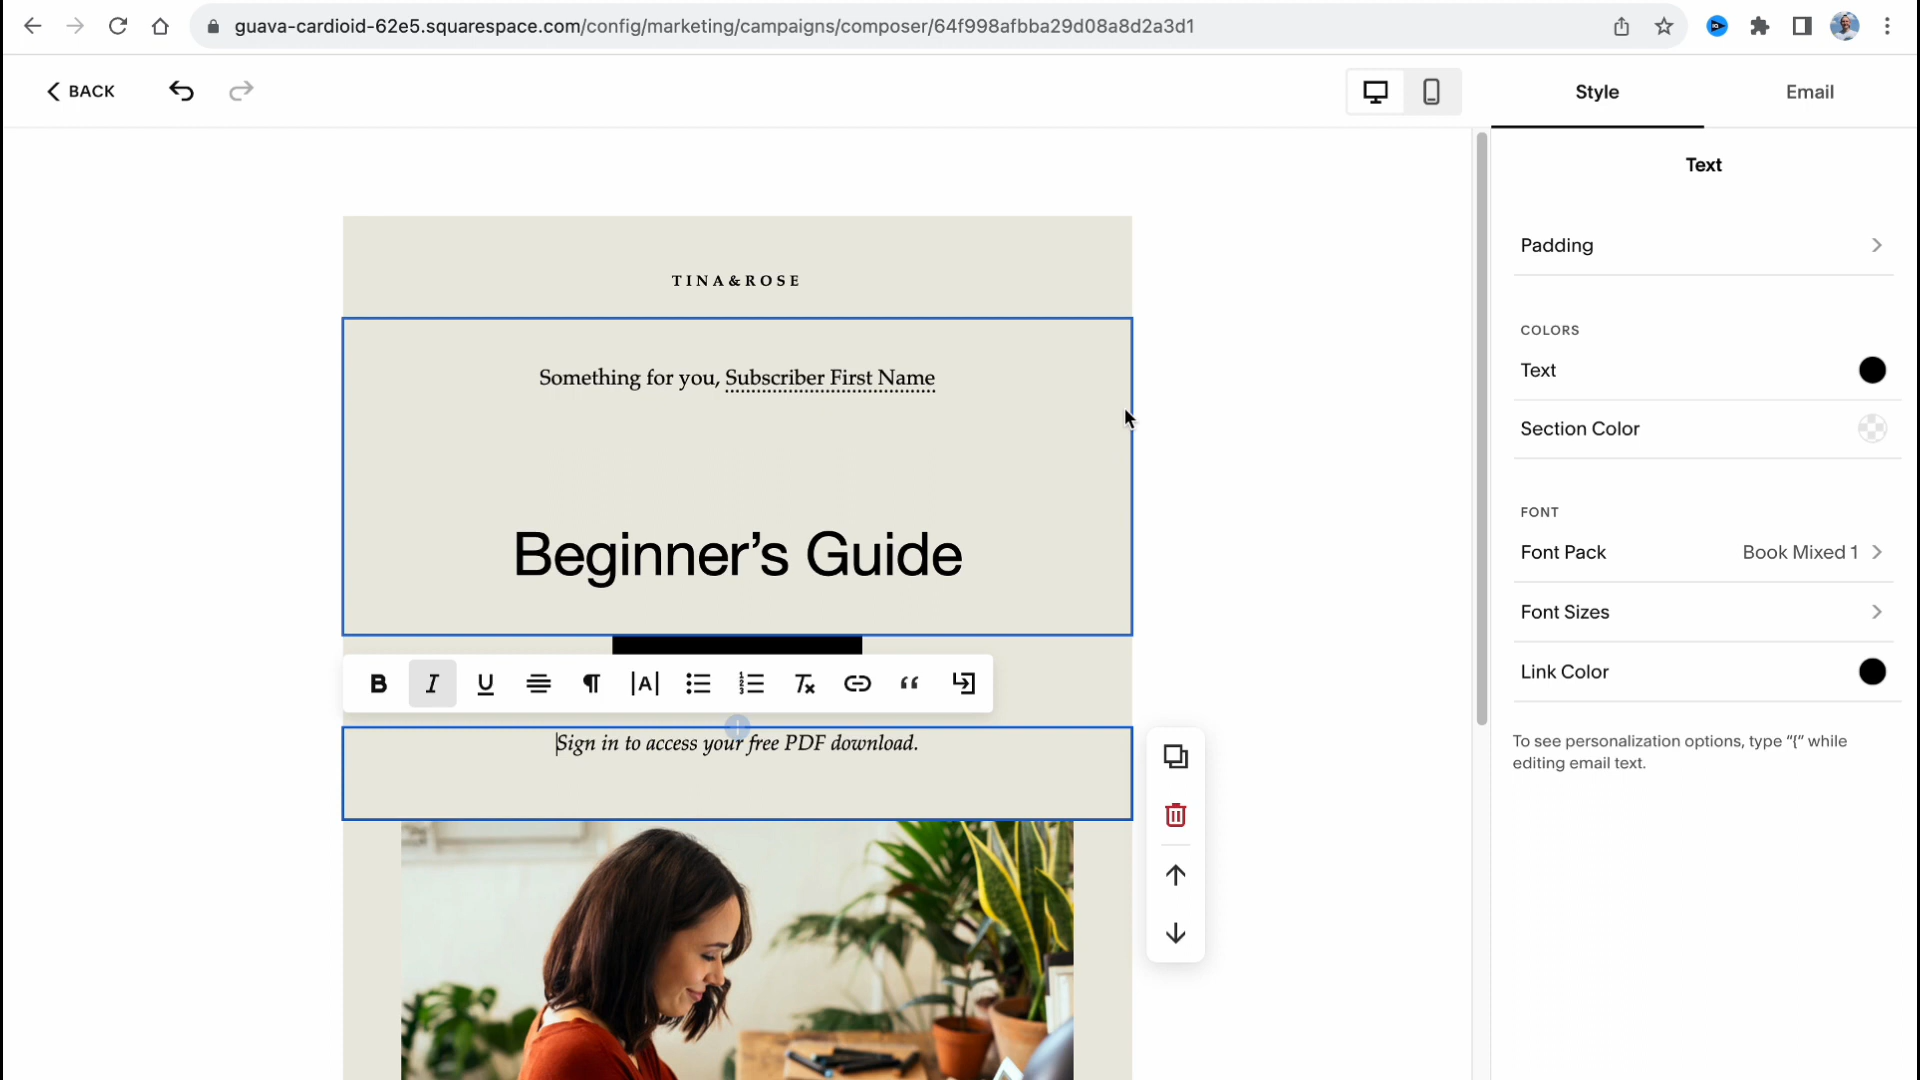 guava-cardioid-62e5.squarespace.com/config/marketing/campaigns/composer/64f998afbba29d08a8d2a3d1
BACK
Style
Email
Text
Padding
TINA&ROSE
COLORS
Text
Something for you, Subscriber First Name
Section Color
FONT
Beginner’s Guide
Font Pack
Book Mixed 1
Font Sizes
B I U ¶ |A| Tx “
Link Color
Sign in to access your free PDF download.
To see personalization options, type “{” while
editing email text.